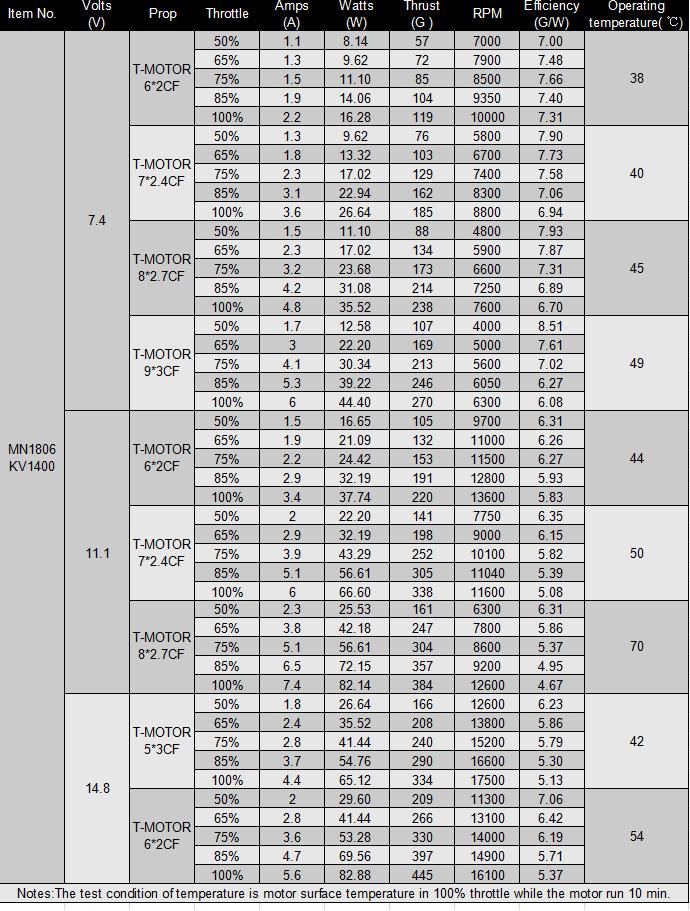 Item No. Volts (V) Prop Throttle Amps (A) Watts (W) Thrust (G ) RPM Efficiency (G/W) Operating temperature( ℃)
MN1806 KV1400 7.4 T-MOTOR 6*2CF 50% 1.1 8.14 57 7000 7.00 38
65% 1.3 9.62 72 7900 7.48
75% 1.5 11.10 85 8500 7.66
85% 1.9 14.06 104 9350 7.40
100% 2.2 16.28 119 10000 7.31
T-MOTOR 7*2.4CF 50% 1.3 9.62 76 5800 7.90 40
65% 1.8 13.32 103 6700 7.73
75% 2.3 17.02 129 7400 7.58
85% 3.1 22.94 162 8300 7.06
100% 3.6 26.64 185 8800 6.94
T-MOTOR 8*2.7CF 50% 1.5 11.10 88 4800 7.93 45
65% 2.3 17.02 134 5900 7.87
75% 3.2 23.68 173 6600 7.31
85% 4.2 31.08 214 7250 6.89
100% 4.8 35.52 238 7600 6.70
T-MOTOR 9*3CF 50% 1.7 12.58 107 4000 8.51 49
65% 3 22.20 169 5000 7.61
75% 4.1 30.34 213 5600 7.02
85% 5.3 39.22 246 6050 6.27
100% 6 44.40 270 6300 6.08
11.1 T-MOTOR 6*2CF 50% 1.5 16.65 105 9700 6.31 44
65% 1.9 21.09 132 11000 6.26
75% 2.2 24.42 153 11500 6.27
85% 2.9 32.19 191 12800 5.93
100% 3.4 37.74 220 13600 5.83
T-MOTOR 7*2.4CF 50% 2 22.20 141 7750 6.35 50
65% 2.9 32.19 198 9000 6.15
75% 3.9 43.29 252 10100 5.82
85% 5.1 56.61 305 11040 5.39
100% 6 66.60 338 11600 5.08
T-MOTOR 8*2.7CF 50% 2.3 25.53 161 6300 6.31 70
65% 3.8 42.18 247 7800 5.86
75% 5.1 56.61 304 8600 5.37
85% 6.5 72.15 357 9200 4.95
100% 7.4 82.14 384 12600 4.67
14.8 T-MOTOR 5*3CF 50% 1.8 26.64 166 12600 6.23 42
65% 2.4 35.52 208 13800 5.86
75% 2.8 41.44 240 15200 5.79
85% 3.7 54.76 290 16600 5.30
100% 4.4 65.12 334 17500 5.13
T-MOTOR 6*2CF 50% 2 29.60 209 11300 7.06 54
65% 2.8 41.44 266 13100 6.42
75% 3.6 53.28 330 14000 6.19
85% 4.7 69.56 397 14900 5.71
100% 5.6 82.88 445 16100 5.37
Notes:The test condition of temperature is motor surface temperature in 100% throttle while the motor run 10 min.